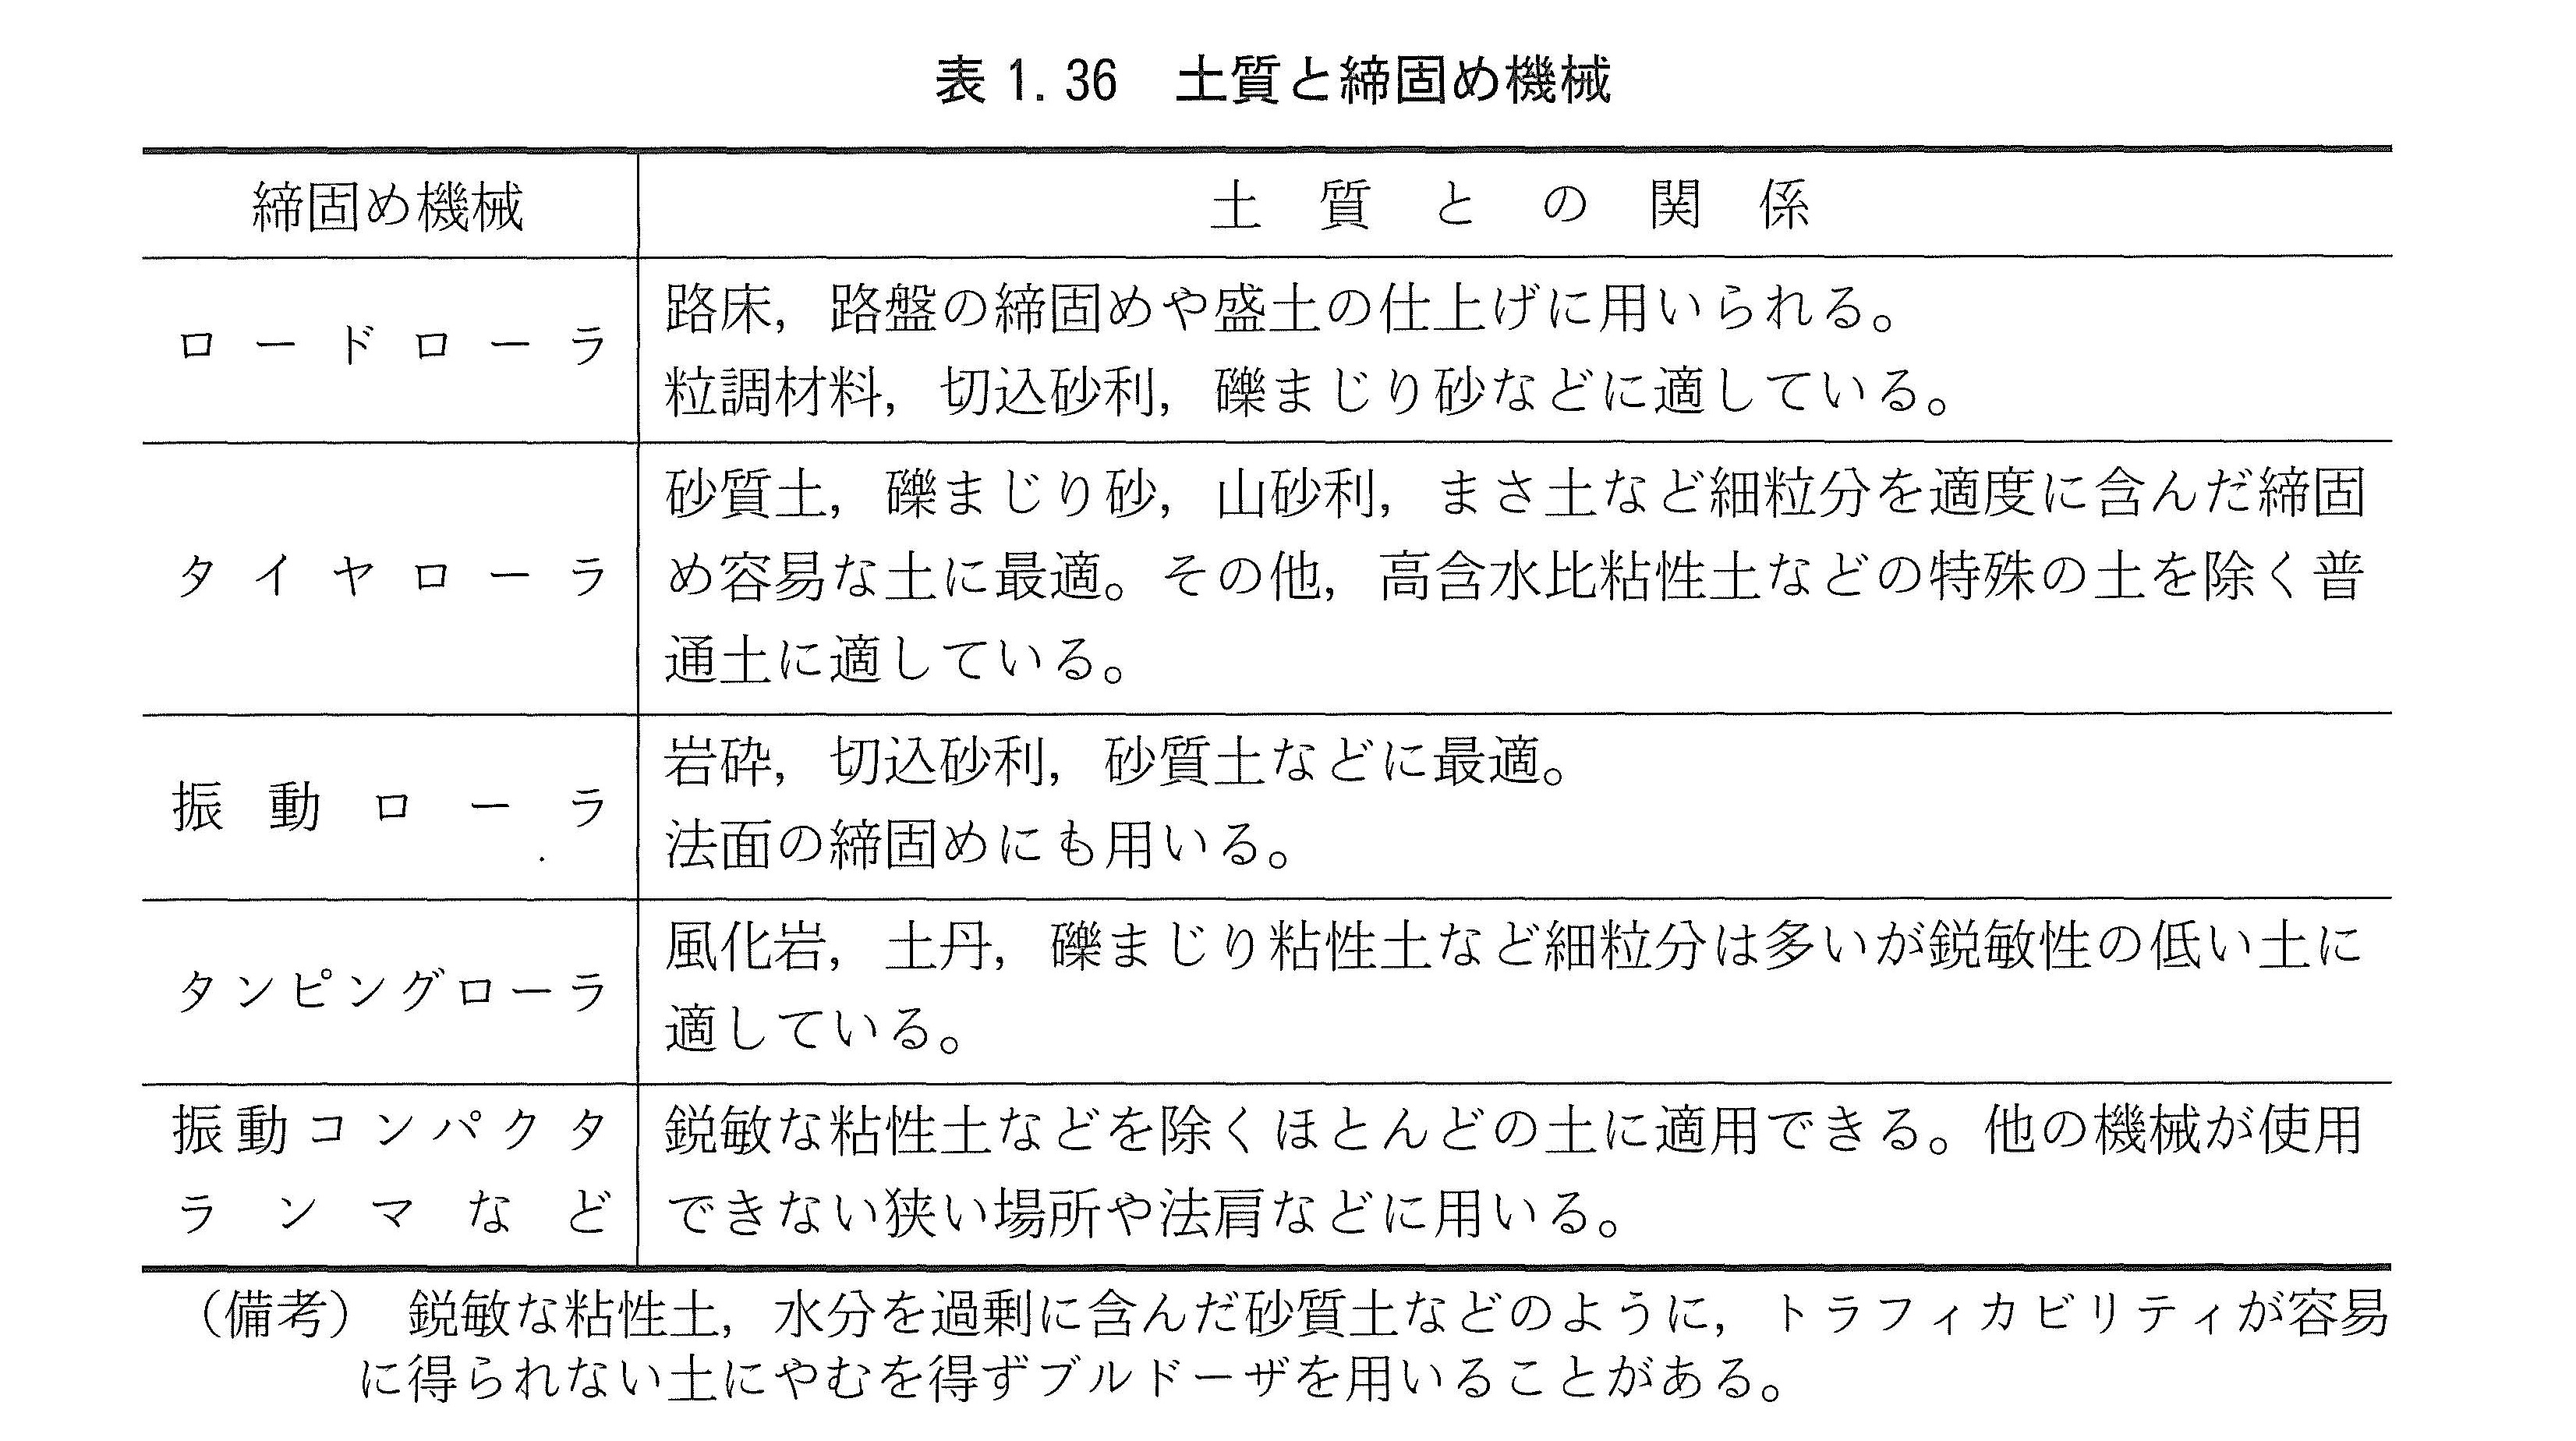 表 1.36 土質と締固め機械
締固め機械
土質との関係
ロードローラ
路床，路盤の締固めや盛土の仕上げに用いられる。
粒調材料，切込砂利，礫まじり砂などに適している。
タイヤローラ
砂質土，礫まじり砂，山砂利，まさ土など細粒分を適度に含んだ締固
め容易な土に最適。その他，高含水比粘性土などの特殊の土を除く普
通土に適している。
振動ローラ
岩砕，切込砂利，砂質土などに最適。
法面の締固めにも用いる。
タンピングローラ
風化岩，土丹，礫まじり粘性土など細粒分は多いが鋭敏性の低い土に
適している。
振動コンパクタ
ランマなど
鋭敏な粘性土などを除くほとんどの土に適用できる。他の機械が使用
できない狭い場所や法肩などに用いる。
（備考） 鋭敏な粘性土，水分を過剰に含んだ砂質土などのように，トラフィカビリティが容易
に得られない土にやむを得ずブルドーザを用いることがある。